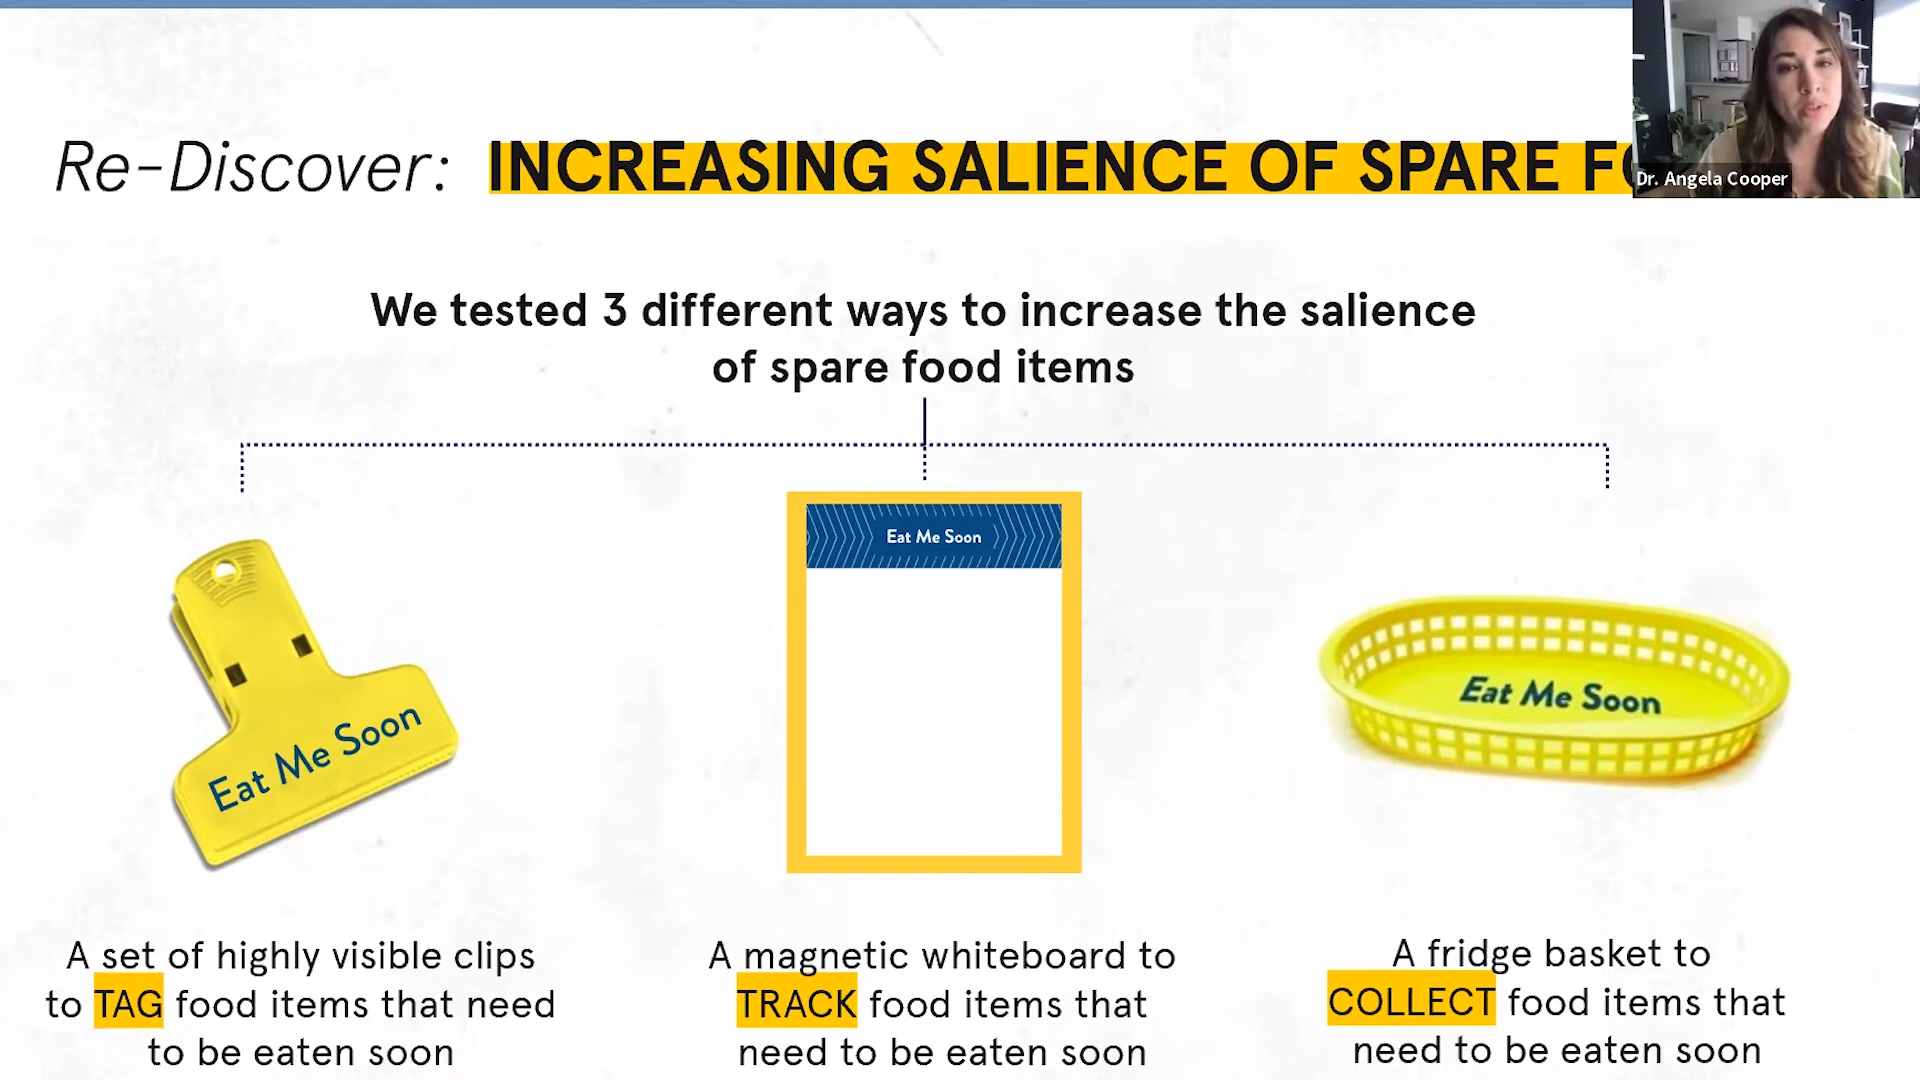 Re-Discover: INCREASING SALIENCE OF SPARE
Dr. Angela Cooper
We tested 3 different ways to increase the salience
of spare food items
Eat Me Soon
Eat Me Soon
Eat Me Soon
A set of highly visible clips
to TAG food items that need
to be eaten soon
A magnetic whiteboard to
TRACK food items that
need to be eaten soon
A fridge basket to
COLLECT food items that
need to be eaten soon